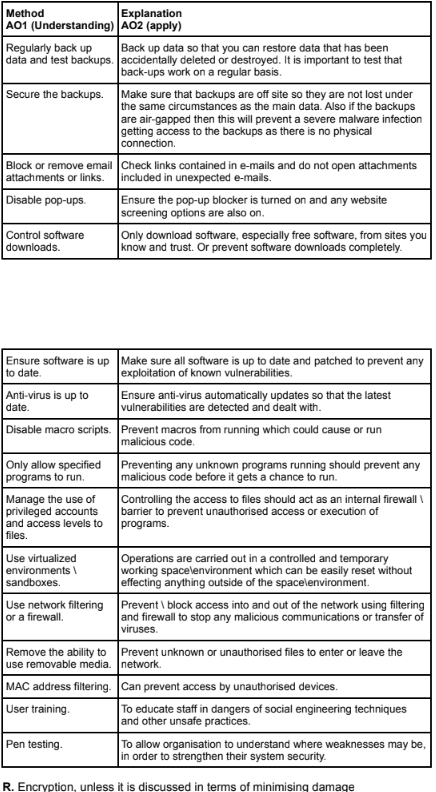 Method
AO1 (Understanding)
Explanation
AO2 (apply)
Regularly back up
data and test backups.
Back up data so that you can restore data that has been
accidentally deleted or destroyed. It is important to test that
back-ups work on a regular basis.
Secure the backups.
Make sure that backups are off site so they are not lost under
the same circumstances as the main data. Also if the backups
are air-gapped then this will prevent a severe malware infection
getting access to the backups as there is no physical
connection.
Block or remove email
attachments or links.
Check links contained in e-mails and do not open attachments
included in unexpected e-mails.
Disable pop-ups.
Ensure the pop-up blocker is turned on and any website
screening options are also on.
Control software
downloads.
Only download software, especially free software, from sites you
know and trust. Or prevent software downloads completely.
Ensure software is up
to date.
Make sure all software is up to date and patched to prevent any
exploitation of known vulnerabilities.
Anti-virus is up to
date.
Ensure anti-virus automatically updates so that the latest
vulnerabilities are detected and dealt with.
Disable macro scripts.
Prevent macros from running which could cause or run
malicious code.
Only allow specified
programs to run.
Preventing any unknown programs running should prevent any
malicious code before it gets a chance to run.
Manage the use of
privileged accounts
and access levels to
files.
Controlling the access to files should act as an internal firewall \
barrier to prevent unauthorised access or execution of
programs.
Use virtualized
environments \
sandboxes.
Operations are carried out in a controlled and temporary
working space\environment which can be easily reset without
effecting anything outside of the space\environment.
Use network filtering
or a firewall.
Prevent \ block access into and out of the network using filtering
and firewall to stop any malicious communications or transfer of
viruses.
Remove the ability to
use removable media.
Prevent unknown or unauthorised files to enter or leave the
network.
MAC address filtering.
Can prevent access by unauthorised devices.
User training.
To educate staff in dangers of social engineering techniques
and other unsafe practices.
Pen testing.
To allow organisation to understand where weaknesses may be,
in order to strengthen their system security.
R. Encryption, unless it is discussed in terms of minimising damage